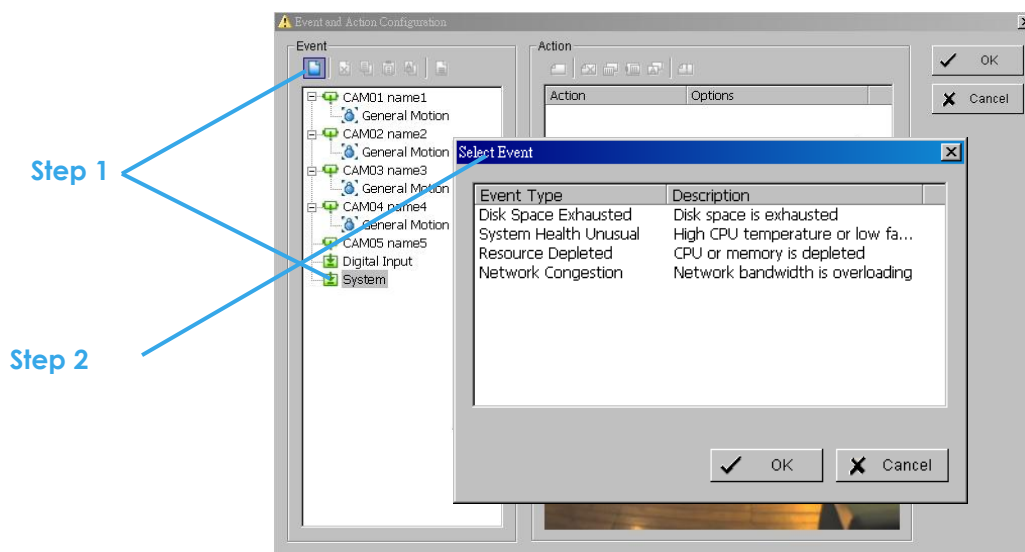 Event and Action Configuration
Event
Action
OK
Cancel
CAM01 name1
General Motion
CAM02 name2
General Motion
CAM03 name3
General Motion
CAM04 name4
General Motion
CAM05 name5
Digital Input
System
Action Options
Step 1
Step 2
Select Event
Event Type Description
Disk Space Exhausted Disk space is exhausted
System Health Unusual High CPU temperature or low fa...
Resource Depleted CPU or memory is depleted
Network Congestion Network bandwidth is overloading
OK
Cancel